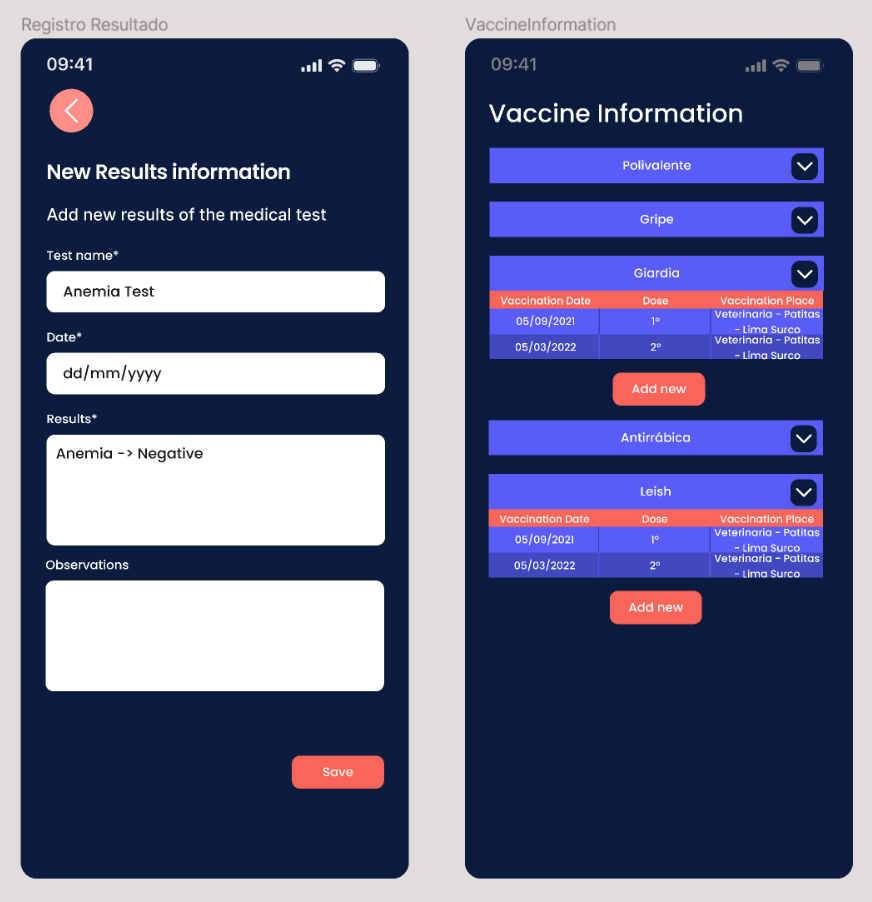 Registro Resultado
09:41
New Results information
Add new results of the medical test
Test name*
Anemia Test
Date*
dd/mm/yyyy
Results*
Anemia -> Negative
Observations
Save
VaccineInformation
09:41
Vaccine Information
Polivalente
Gripe
Giardia
Vaccination Date Dose Vaccination Place
05/09/2021 1º Veterinaria - Patitas
- Lima Surco
05/03/2022 2º Veterinaria - Patitas
- Lima Surco
Add new
Antirrábica
Leish
Vaccination Date Dose Vaccination Place
05/09/2021 1º Veterinaria - Patitas
- Lima Surco
05/03/2022 2º Veterinaria - Patitas
- Lima Surco
Add new